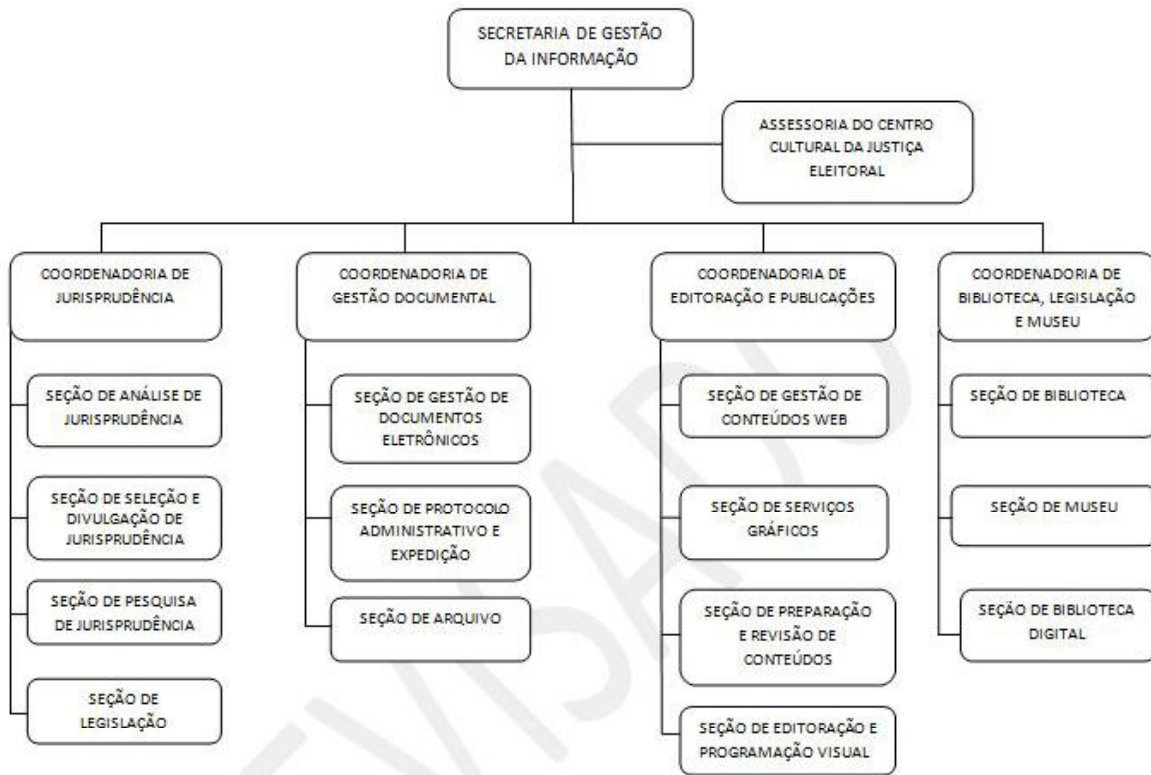 SECRETARIA DE GESTÃO
DA INFORMAÇÃO
ASSESSORIA DO CENTRO
CULTURAL DA JUSTIÇA
ELEITORAL
COORDENADORIA DE
JURISPRUDÊNCIA
SEÇÃO DE ANÁLISE DE
JURISPRUDÊNCIA
SEÇÃO DE SELEÇÃO E
DIVULGAÇÃO DE
JURISPRUDÊNCIA
SEÇÃO DE PESQUISA
DE JURISPRUDÊNCIA
SEÇÃO DE
LEGISLAÇÃO
COORDENADORIA DE
GESTÃO DOCUMENTAL
SEÇÃO DE GESTÃO DE
DOCUMENTOS
ELETRÔNICOS
SEÇÃO DE PROTOCOLO
ADMINISTRATIVO E
EXPEDIÇÃO
SEÇÃO DE ARQUIVO
COORDENADORIA DE
EDITORAÇÃO E PUBLICAÇÕES
SEÇÃO DE GESTÃO DE
CONTEÚDOS WEB
SEÇÃO DE SERVIÇOS
GRÁFICOS
SEÇÃO DE PREPARAÇÃO
E REVISÃO DE
CONTEÚDOS
SEÇÃO DE EDITORAÇÃO E
PROGRAMAÇÃO VISUAL
COORDENADORIA DE
BIBLIOTECA, LEGISLAÇÃO
E MUSEU
SEÇÃO DE BIBLIOTECA
SEÇÃO DE MUSEU
SEÇÃO DE BIBLIOTECA
DIGITAL